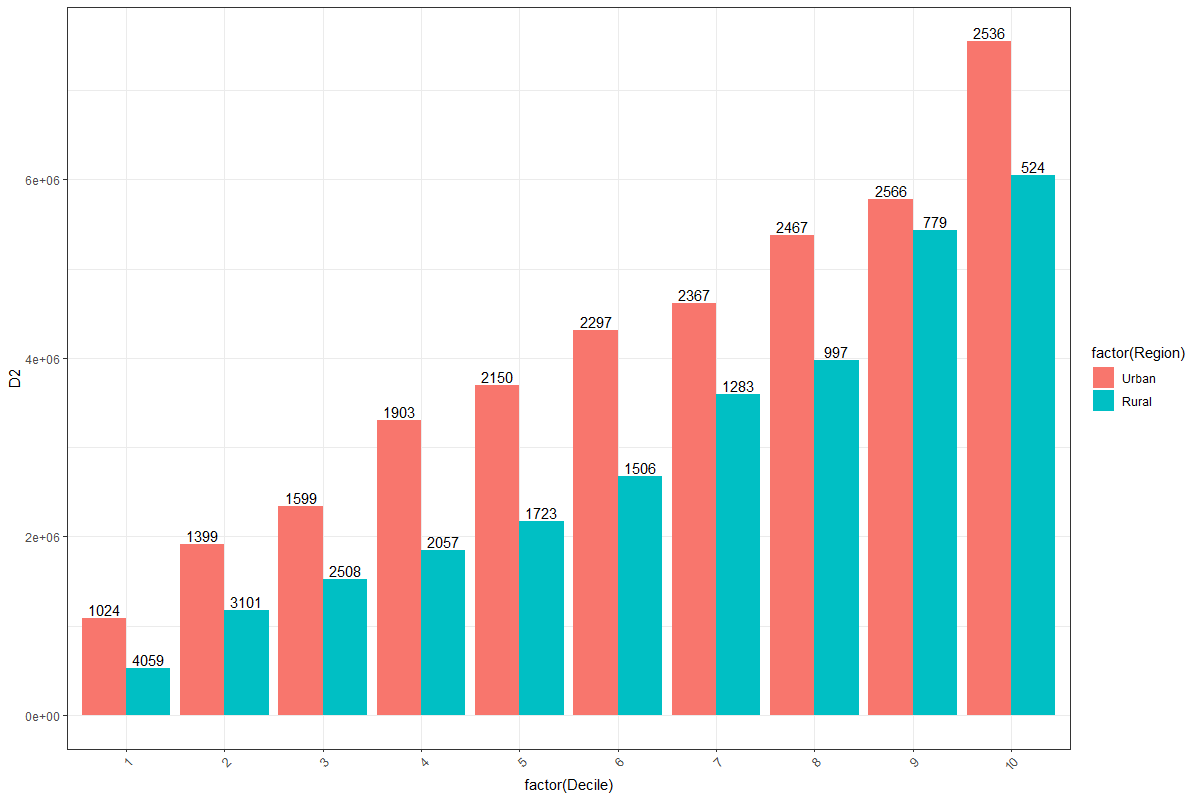 2536
524
6e+06
2566
779
2467
2297
2367
factor(Region)
4e+06
997
D2
2150
1283
Urban
1903
Rural
1506
1599
1723
2e+06
1399
2057
2508
1024
3101
4059
0e+00
1 2 3 4 5 6 7 8 9 10
factor(Decile)